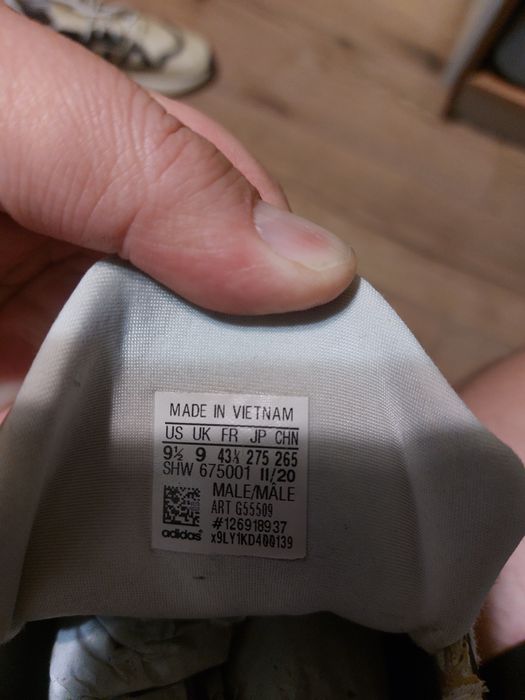 MADE IN VIETNAM
US UK FR JP CHN
9½ 9 43⅓ 275 265
SHW 675001 11/20
MALE/MÂLE
ART G55509
#126918937
adidas x9LY1KD400139